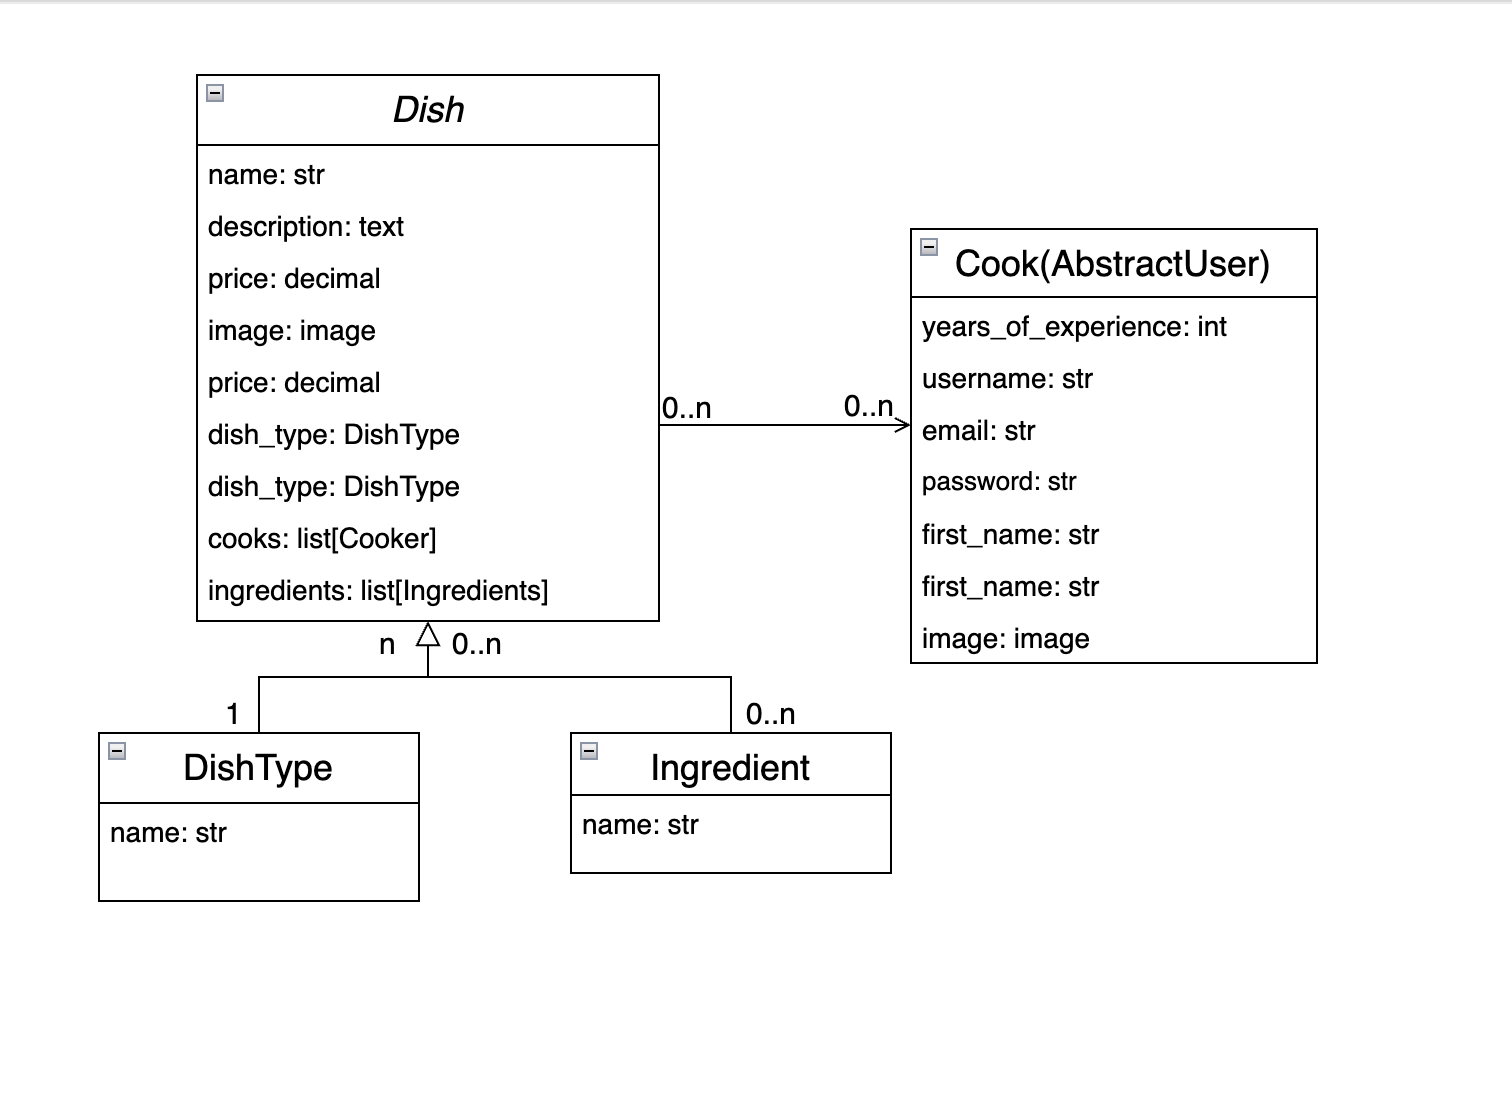 Dish
name: str
description: text
price: decimal
image: image
price: decimal
dish_type: DishType
dish_type: DishType
cooks: list[Cooker]
ingredients: list[Ingredients]
Cook(AbstractUser)
years_of_experience: int
username: str
email: str
password: str
first_name: str
first_name: str
image: image
0..n
0..n
n
0..n
1
0..n
DishType
name: str
Ingredient
name: str